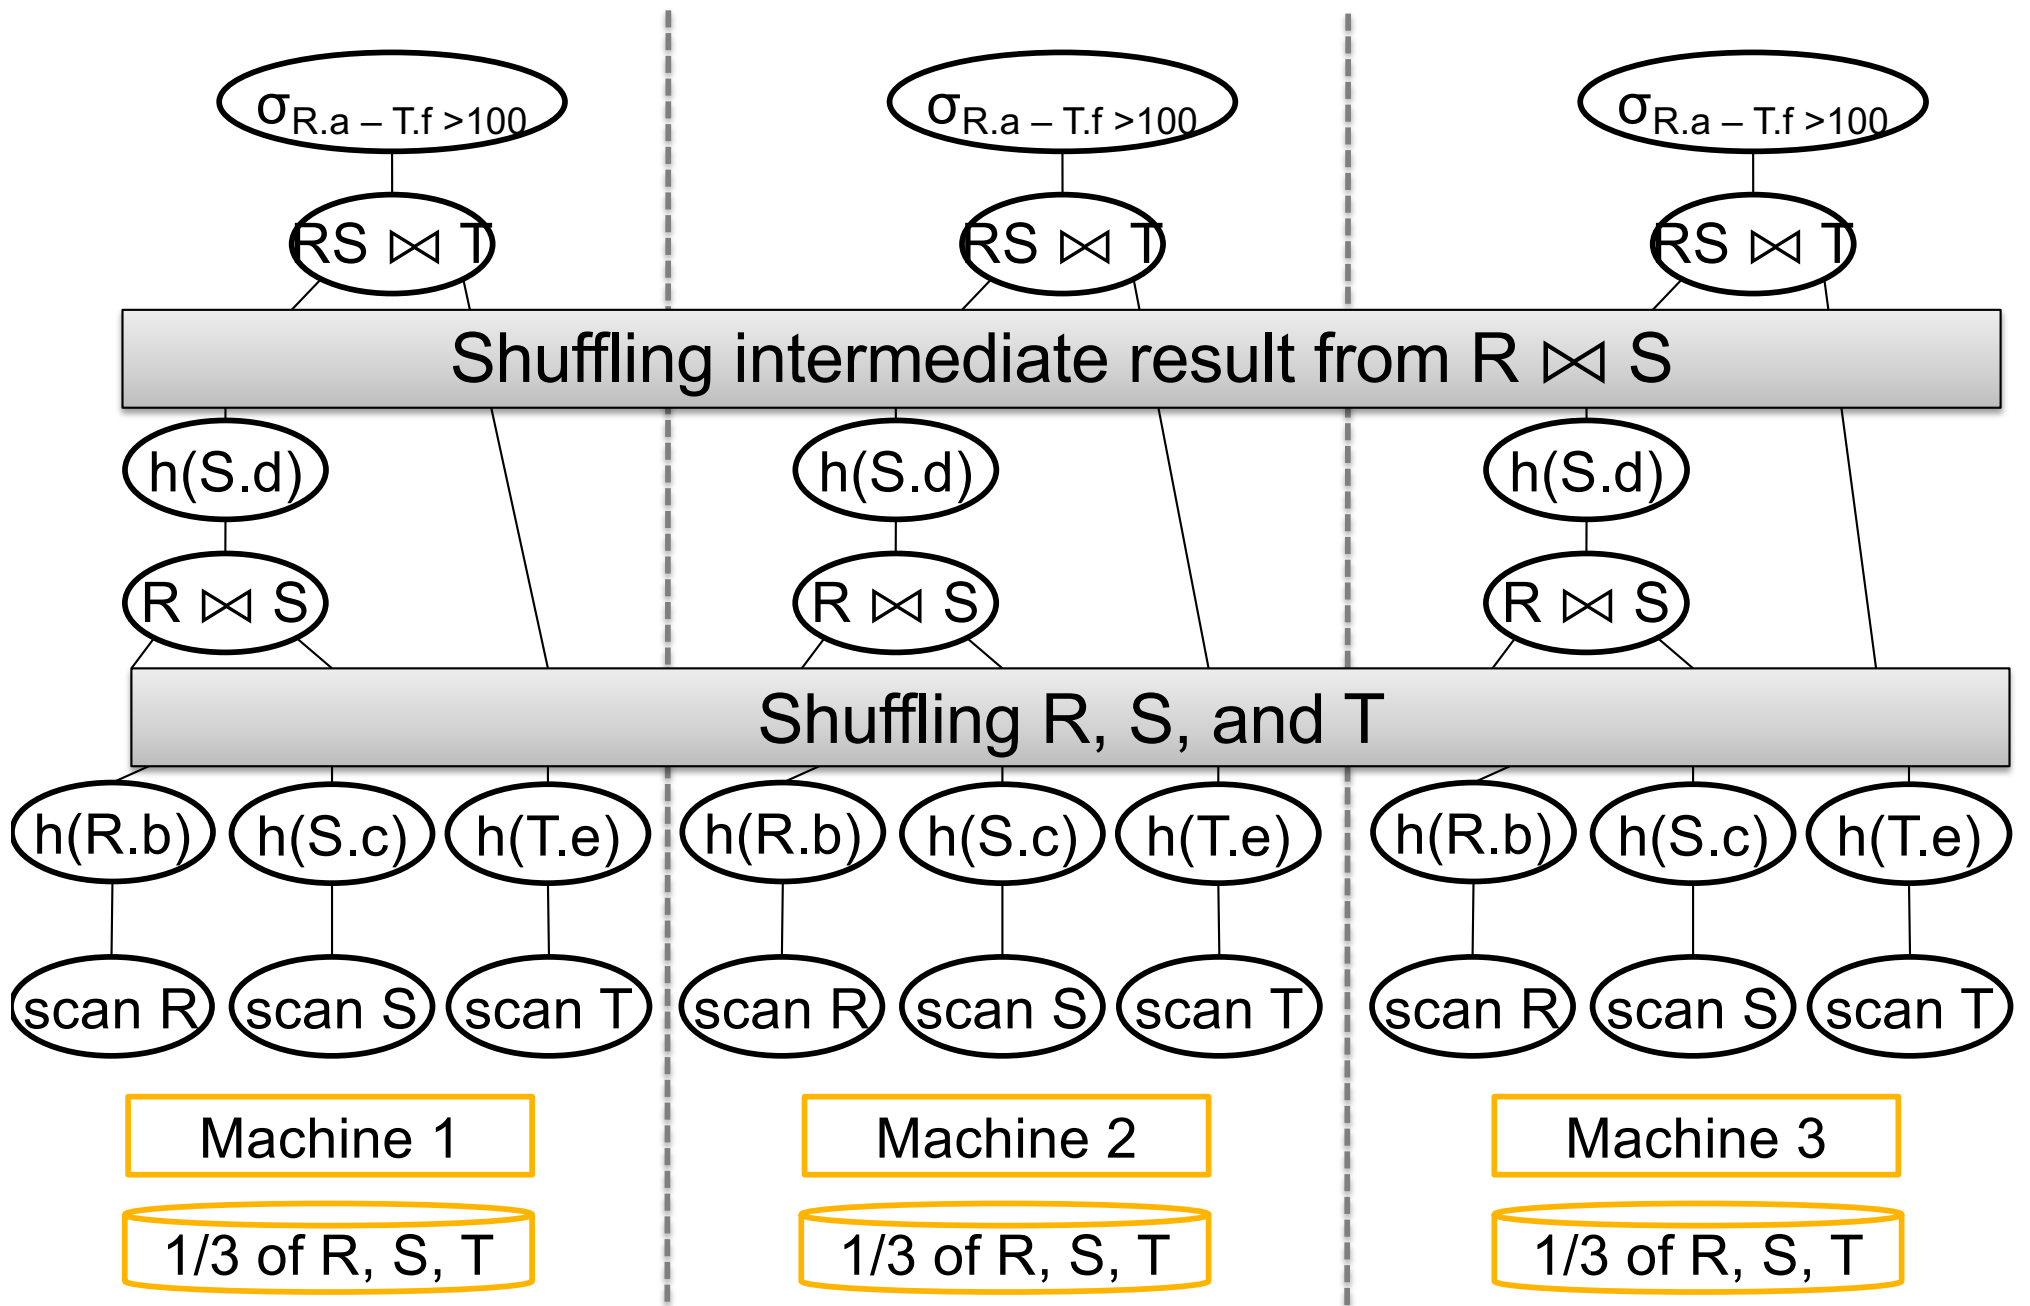 σR.a – T.f >100 σR.a – T.f >100 σR.a – T.f >100
RS ⋈ T RS ⋈ T RS ⋈ T
Shuffling intermediate result from R ⋈ S
h(S.d) h(S.d) h(S.d)
R ⋈ S R ⋈ S R ⋈ S
Shuffling R, S, and T
h(R.b) h(S.c) h(T.e) h(R.b) h(S.c) h(T.e) h(R.b) h(S.c) h(T.e)
scan R scan S scan T scan R scan S scan T scan R scan S scan T
Machine 1 Machine 2 Machine 3
1/3 of R, S, T 1/3 of R, S, T 1/3 of R, S, T